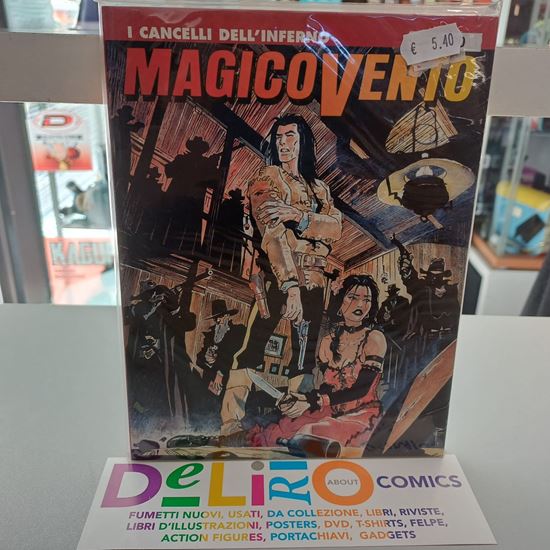 I CANCELLI DELL'INFERNO
€ 5.40
MAGICO VENTO
DELIRIO
ABOUT
COMICS
FUMETTI NUOVI, USATI, DA COLLEZIONE, LIBRI, RIVISTE,
LIBRI D'ILLUSTRAZIONI, POSTERS, DVD, T-SHIRTS, FELPE,
ACTION FIGURES, PORTACHIAVI, GADGETS